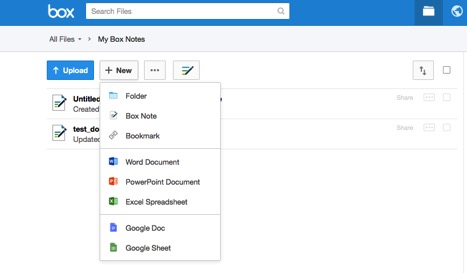 box
Search Files
All Files
My Box Notes
Upload
New
Untitle
Created
Share
test_do
Updated
Share
Folder
Box Note
Bookmark
Word Document
PowerPoint Document
Excel Spreadsheet
Google Doc
Google Sheet